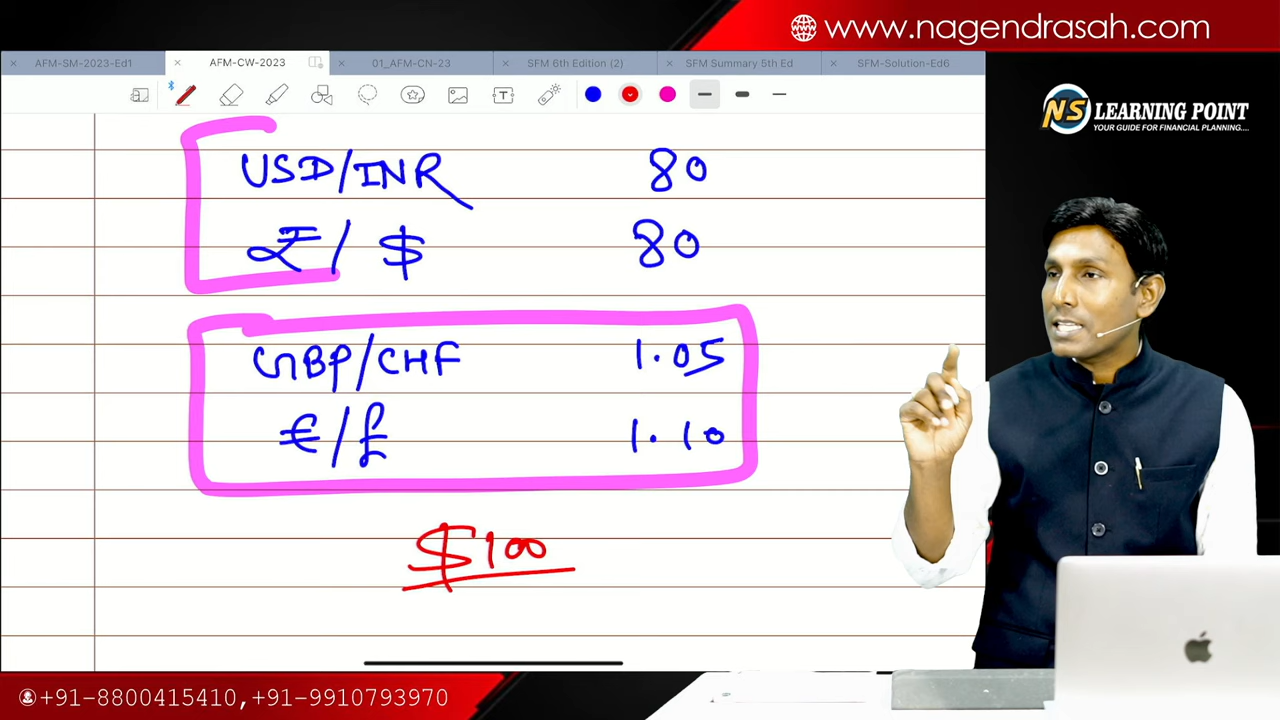 www.nagendrasah.com
AFM-SM-2023-Ed1
AFM-CW-2023
01_AFM-CN-23
SFM 6th Edition (2)
SFM Summary 5th Ed
SFM-Solution-Ed6
NS LEARNING POINT
YOUR GUIDE FOR FINANCIAL PLANNING....
USD/INR 80
₹/$ 80
GBP/CHF 1.05
€/£ 1.10
$100
+91-8800415410,+91-9910793970